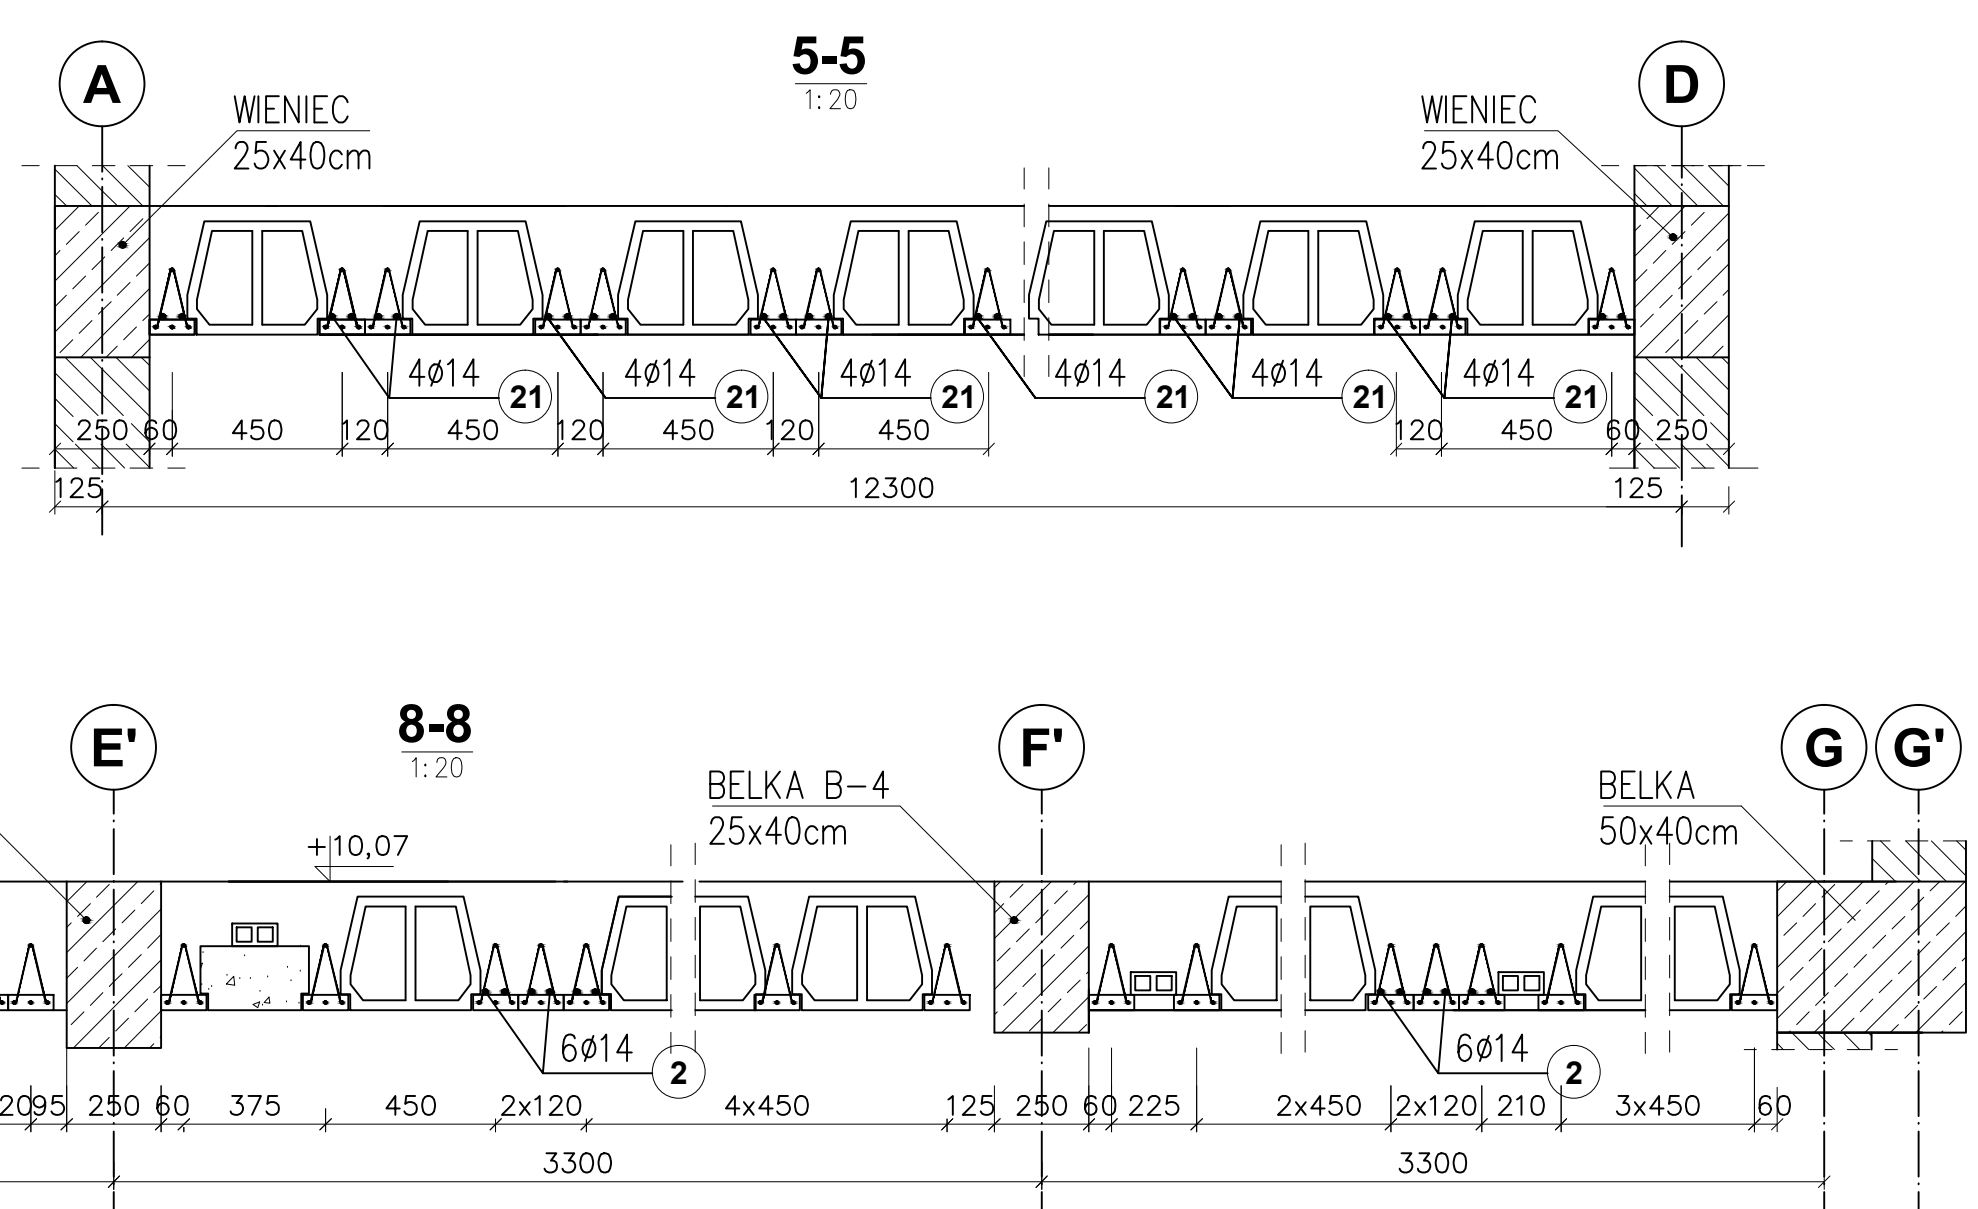 A
5-5
1:20
D
WIENIEC
25x40cm
WIENIEC
25x40cm
4ø14 21
4ø14 21
4ø14 21
4ø14 21
4ø14 21
4ø14 21
250 60 450 120 450 120 450 120 450 120 450 60 250
125 12300 125
E'
8-8
1:20
F'
G
G'
BELKA B-4
25x40cm
BELKA
50x40cm
+10,07
6ø14 2
6ø14 2
20 95 250 60 375 450 2x120 4x450 125 250 60 225 2x450 2x120 210 3x450 60
3300 3300